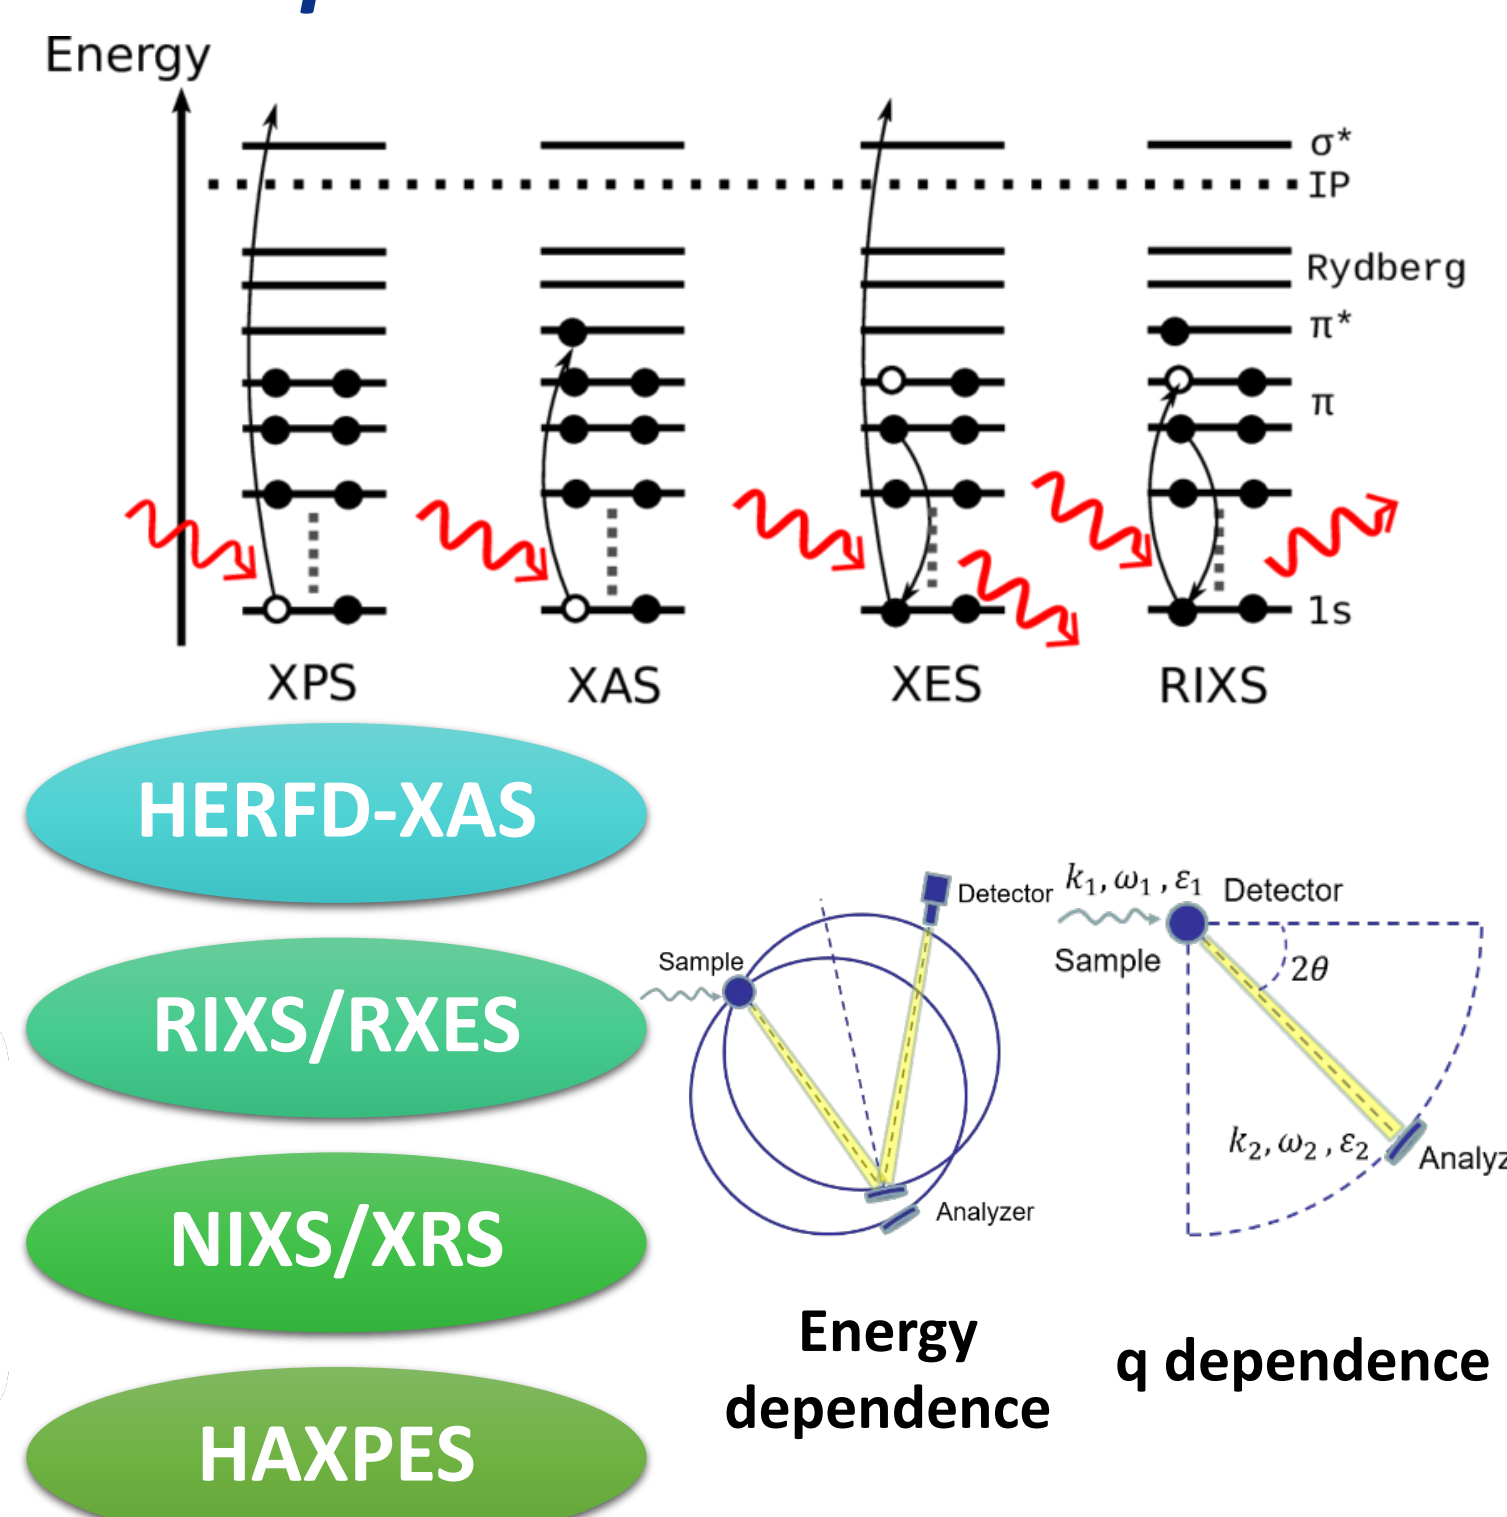 Energy
σ*
IP
Rydberg
π*
π
1s
XPS XAS XES RIXS
HERFD-XAS
RIXS/RXES
NIXS/XRS
HAXPES
Detector
Sample
Analyzer
Energy
dependence
k₁, ω₁ , ε₁
Detector
Sample
2θ
k₂, ω₂ , ε₂
q dependence